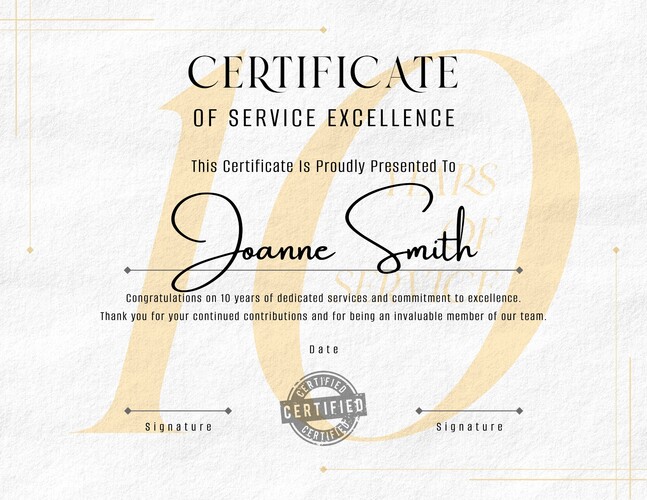 CERTIFICATE
OF SERVICE EXCELLENCE
This Certificate Is Proudly Presented To
Joanne Smith
10
YEARS
OF
SERVICE
Congratulations on 10 years of dedicated services and commitment to excellence.
Thank you for your continued contributions and for being an invaluable member of our team.
Date
CERTIFIED
CERTIFIED
CERTIFIED
Signature
Signature